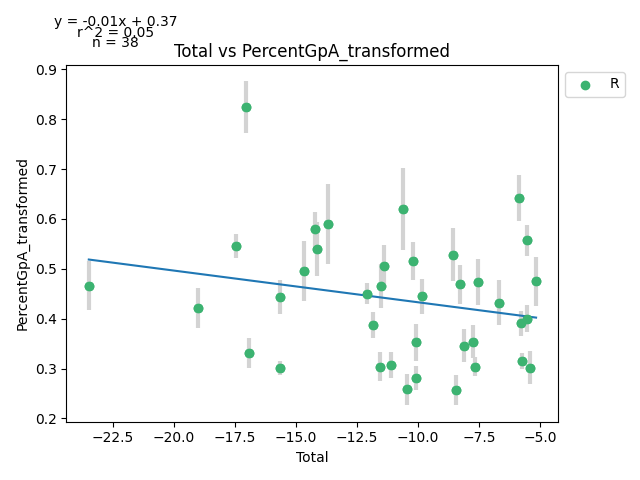 y = -0.01x + 0.37
r^2 = 0.05
n = 38
Total vs PercentGpA_transformed
R
PercentGpA_transformed
0.9
0.8
0.7
0.6
0.5
0.4
0.3
0.2
−22.5 −20.0 −17.5 −15.0 −12.5 −10.0 −7.5 −5.0
Total